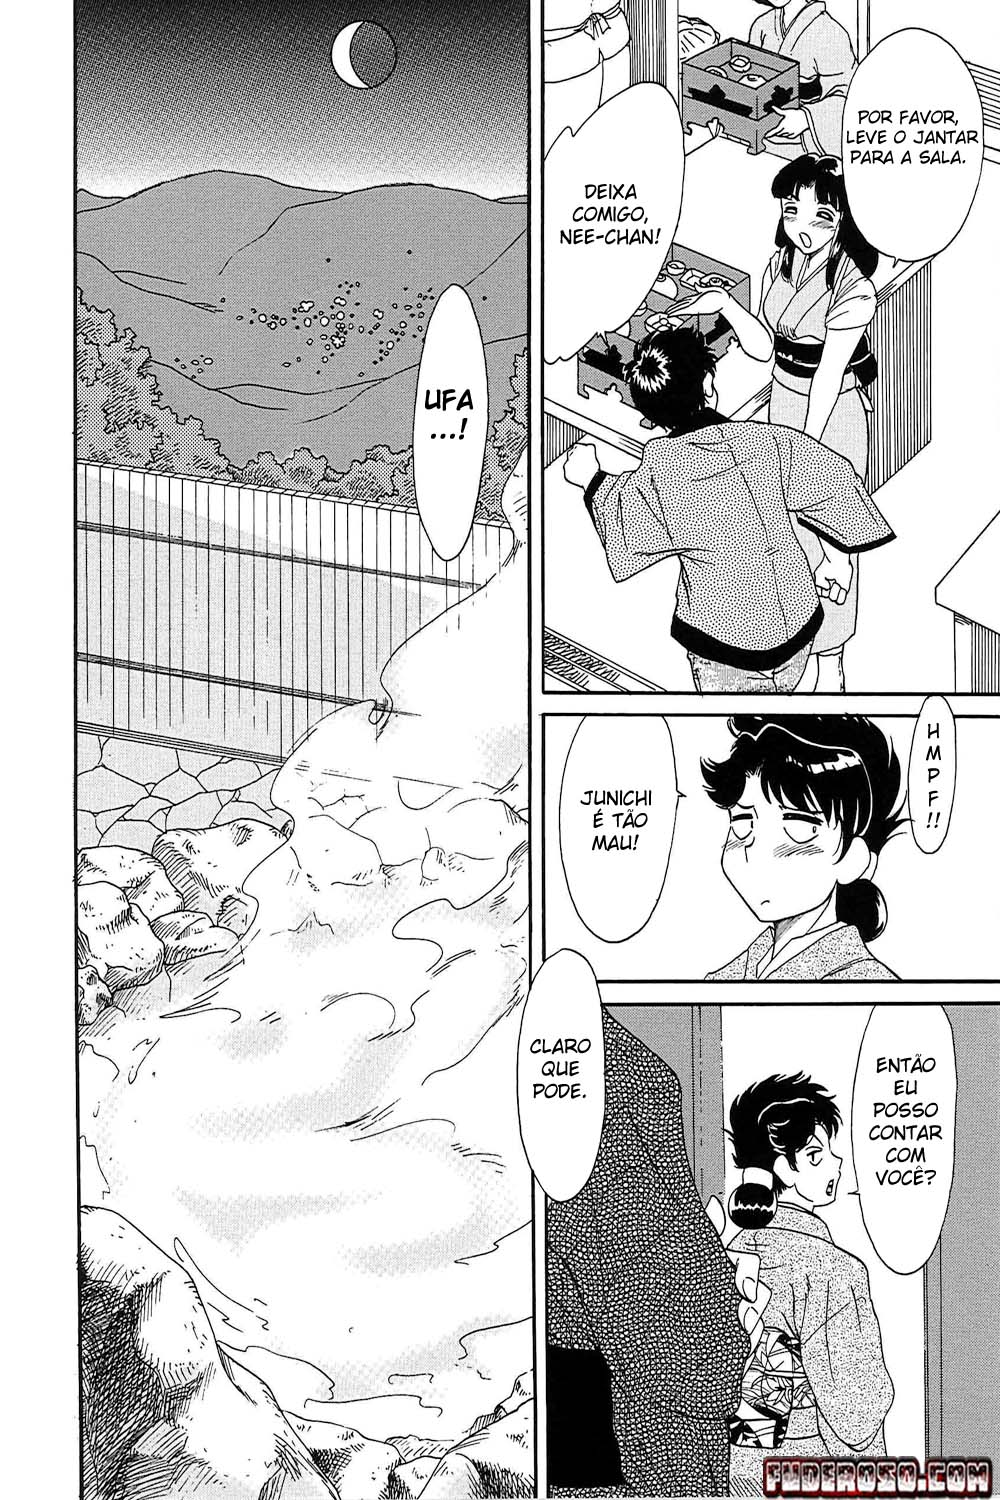 POR FAVOR,
LEVE O JANTAR
PARA A SALA.
DEIXA
COMIGO,
NEE-CHAN!
HMPF!!
JUNICHI
É TÃO
MAU!
ENTÃO
EU
POSSO
CONTAR
COM
VOCÊ?
CLARO
QUE
PODE.
UFA
...!
FUDEROSO.COM